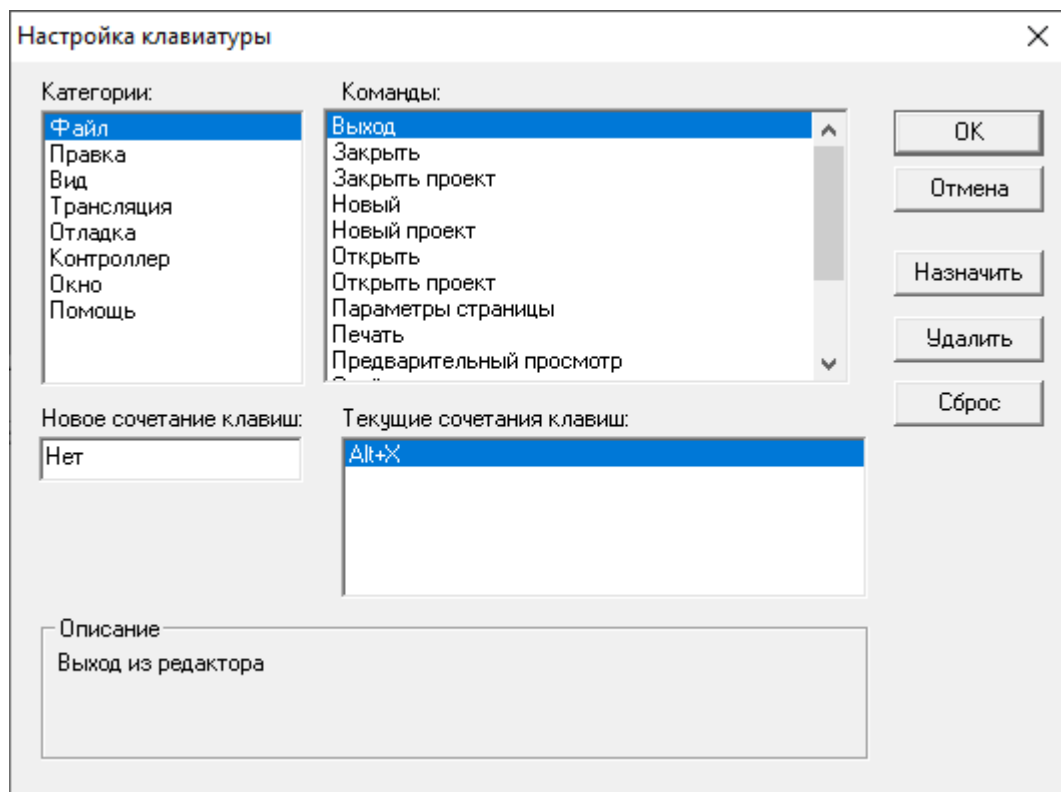 Настройка клавиатуры
Категории:
Команды:
Файл
Правка
Вид
Трансляция
Отладка
Контроллер
Окно
Помощь
Выход
Закрыть
Закрыть проект
Новый
Новый проект
Открыть
Открыть проект
Параметры страницы
Печать
Предварительный просмотр
OK
Отмена
Назначить
Удалить
Сброс
Новое сочетание клавиш:
Нет
Текущие сочетания клавиш:
Alt+X
Описание
Выход из редактора